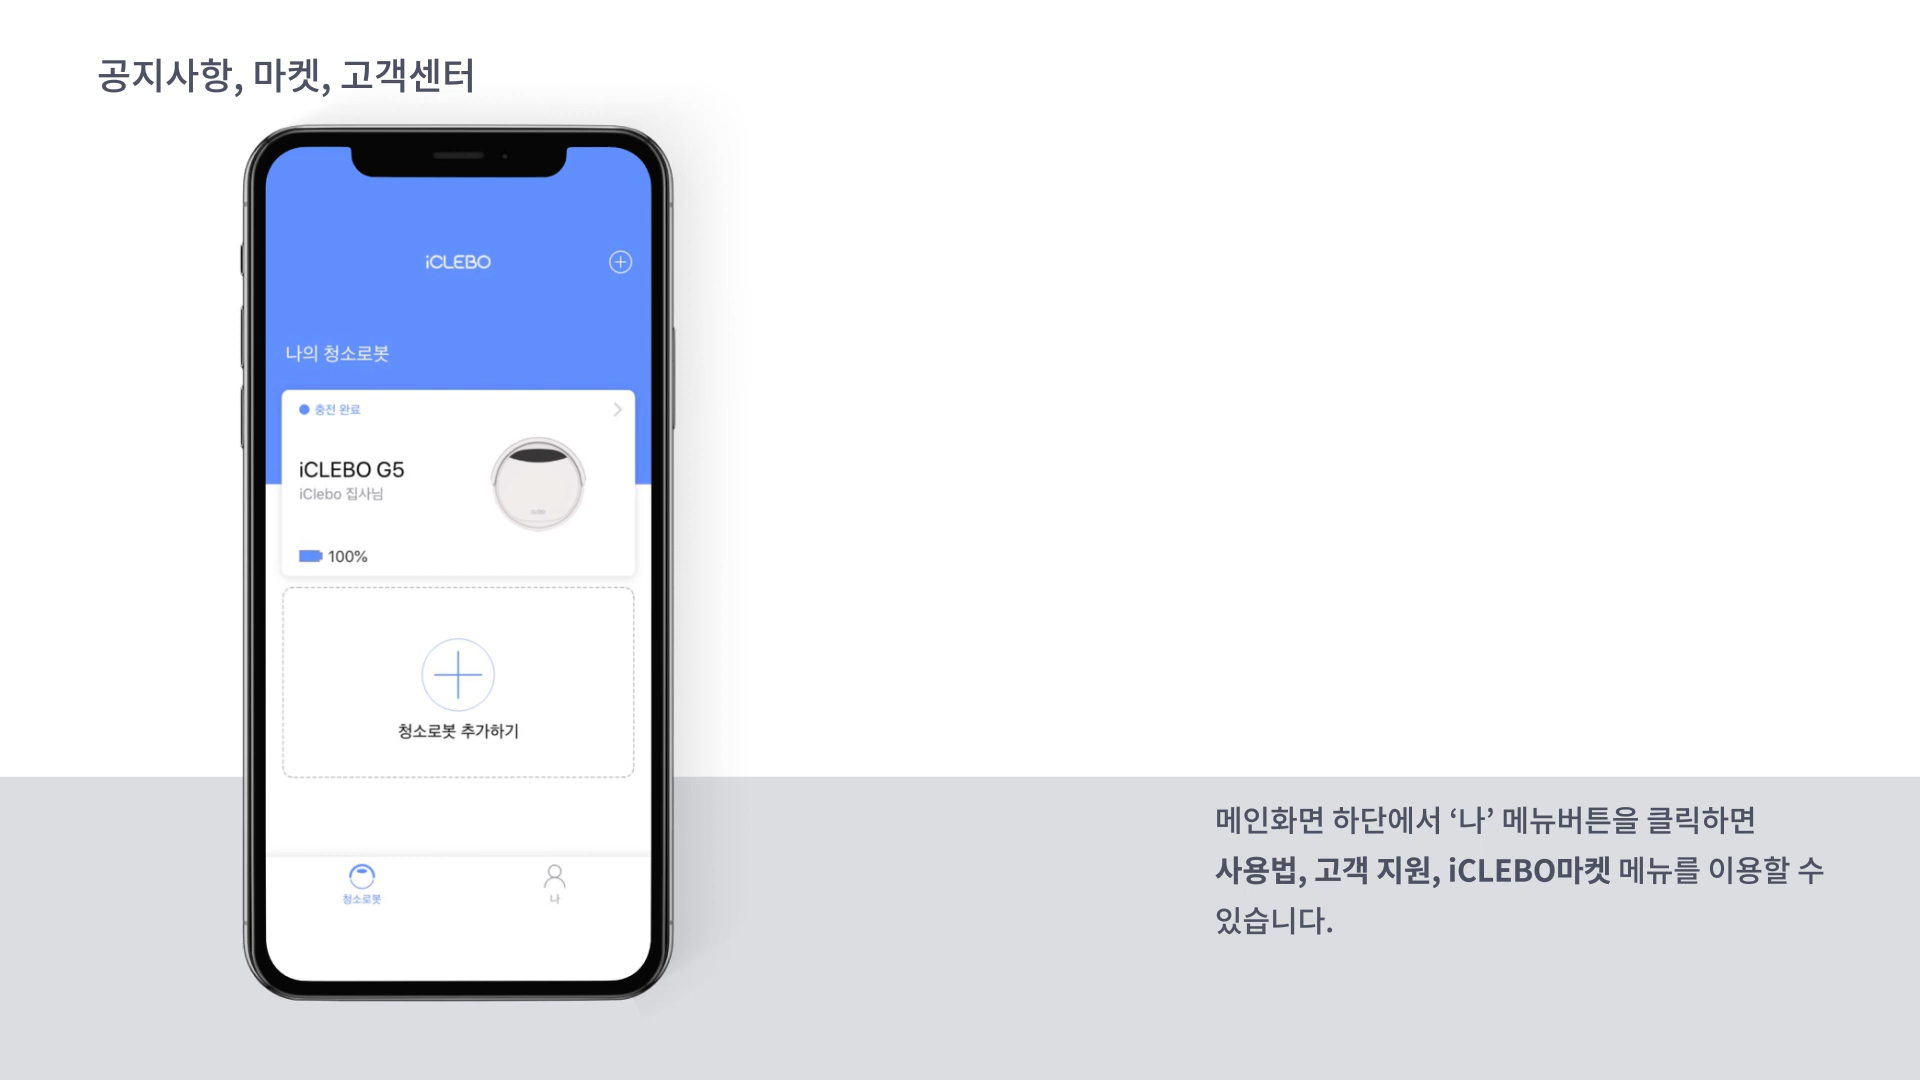 공지사항, 마켓, 고객센터
iCLEBO
나의 청소로봇
충전 완료
iCLEBO G5
iClebo 집사님
100%
청소로봇 추가하기
청소로봇
나
메인화면 하단에서 ‘나’ 메뉴버튼을 클릭하면
사용법, 고객 지원, iCLEBO마켓 메뉴를 이용할 수
있습니다.